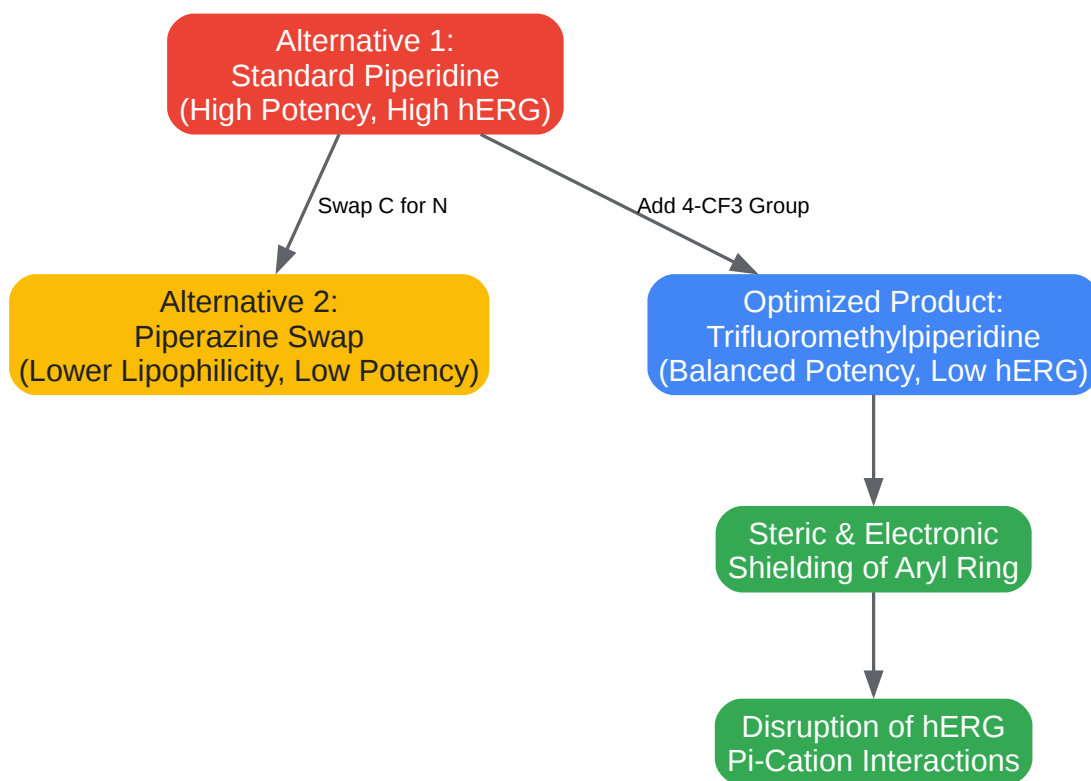 Alternative 1:
Standard Piperidine
(High Potency, High hERG)
Swap C for N
Add 4-CF3 Group
Alternative 2:
Piperazine Swap
(Lower Lipophilicity, Low Potency)
Optimized Product:
Trifluoromethylpiperidine
(Balanced Potency, Low hERG)
Steric & Electronic
Shielding of Aryl Ring
Disruption of hERG
Pi-Cation Interactions